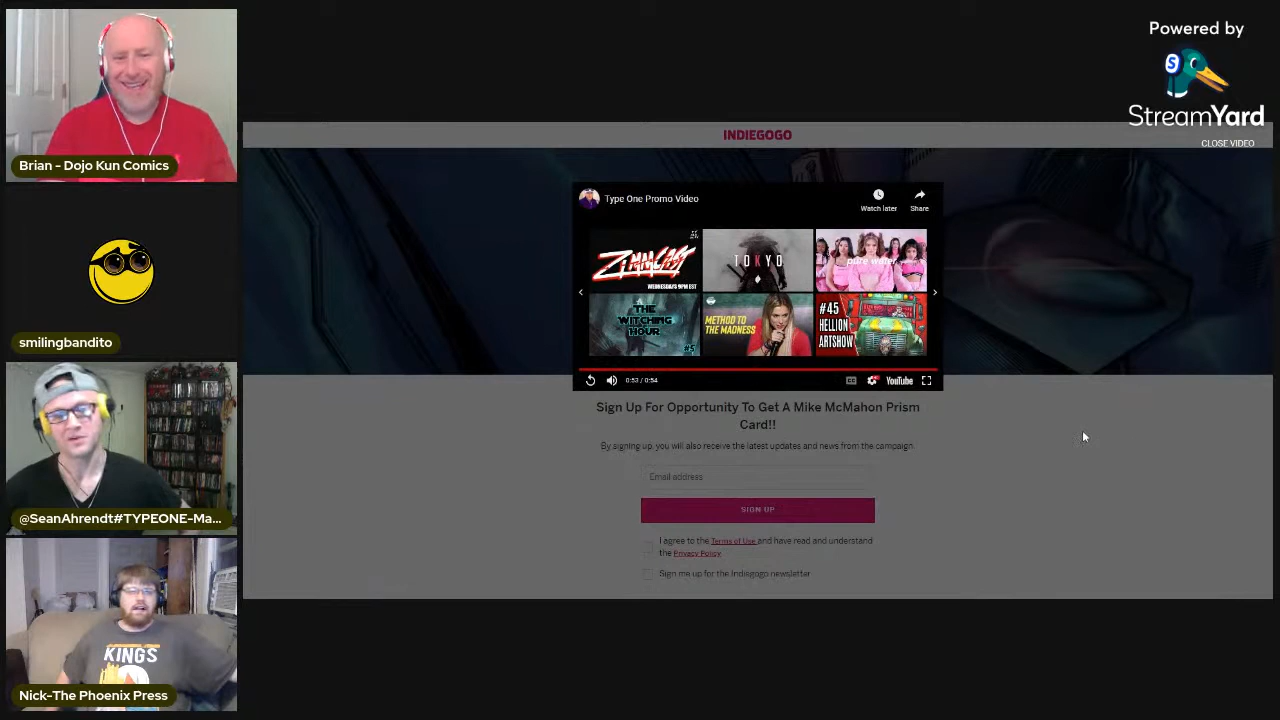 Powered by
StreamYard
CLOSE VIDEO
INDIEGOGO
Type One Promo Video
Watch later
Share
ZIMMCAST
WEDNESDAYS 9PM EST
TOKYO
pure water
THE
WITCHING
HOUR
#5
METHOD TO
THE MADNESS
#45
HELLION
ARTSHOW
0:53 / 0:54
CC
YouTube
Sign Up For Opportunity To Get A Mike McMahon Prism
Card!!
By signing up, you will also receive the latest updates and news from the campaign.
Email address
SIGN UP
I agree to the Terms of Use and have read and understand
the Privacy Policy
Sign me up for the Indiegogo newsletter
Brian - Dojo Kun Comics
smilingbandito
@SeanAhrendt#TYPEONE-Ma...
KINGS
Nick-The Phoenix Press